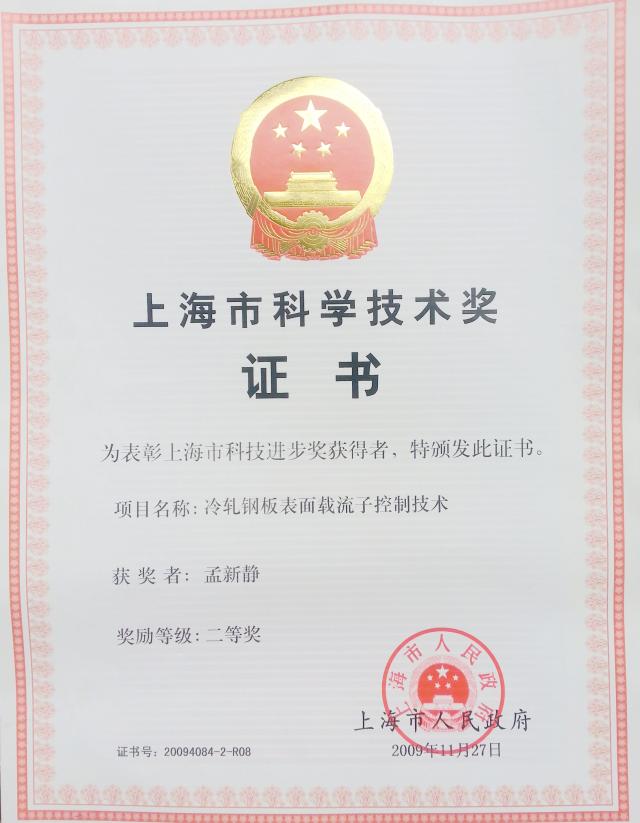 上海市科学技术奖
证书
为表彰上海市科技进步奖获得者，特颁发此证书。
项目名称：冷轧钢板表面载流子控制技术
获奖者：孟新静
奖励等级：二等奖
上海市人民政府
上海市人民政府
2009年11月27日
证书号：20094084-2-R08